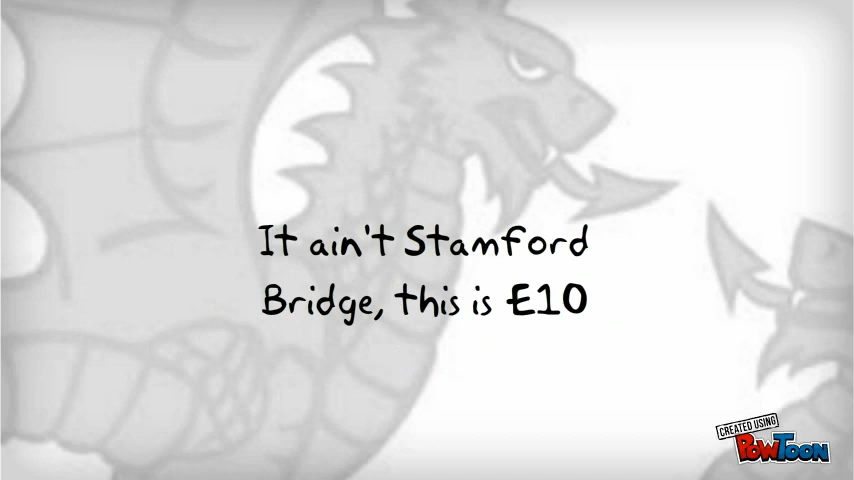 It ain't Stamford
Bridge, this is E10
CREATED USING
POWTOON